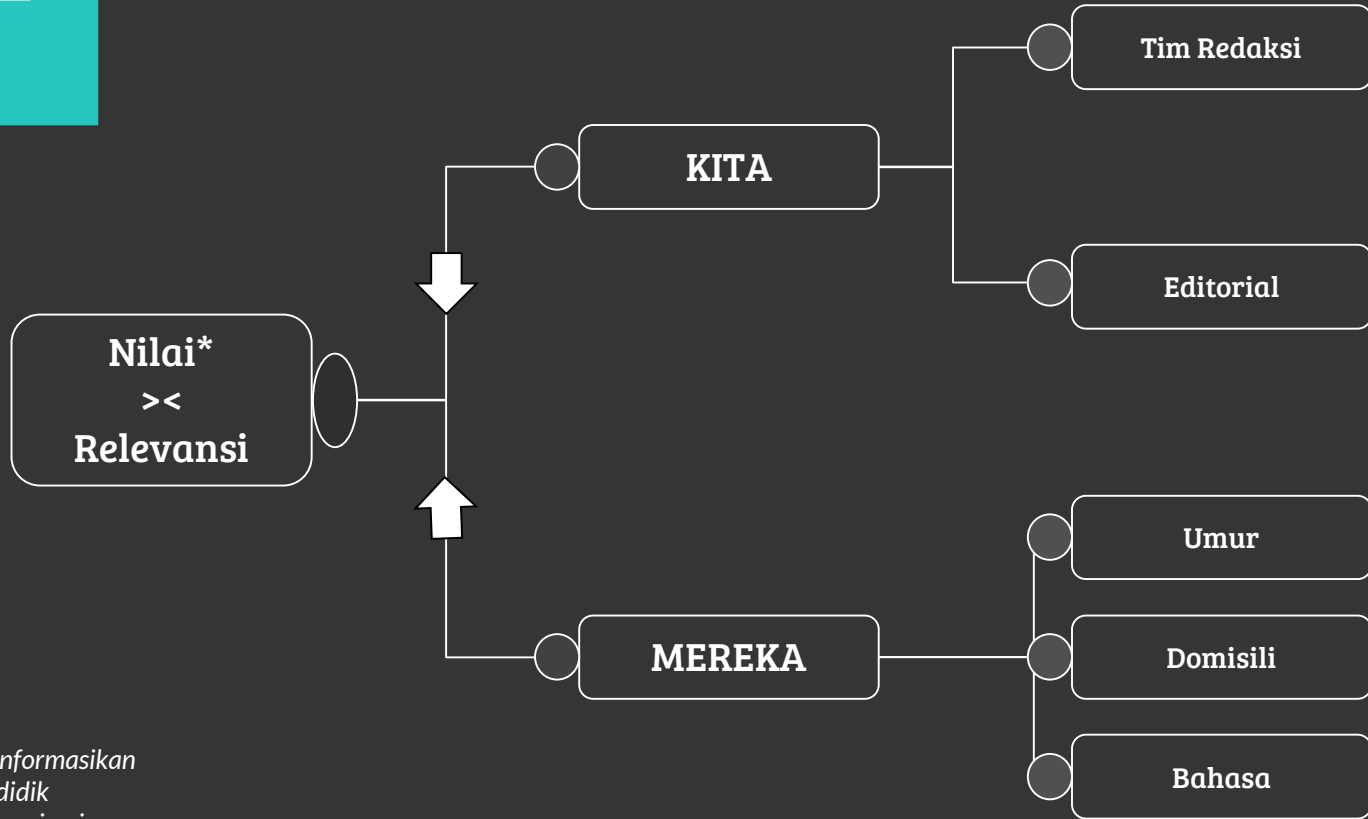 Tim Redaksi
KITA
Editorial
Nilai*
><
Relevansi
Umur
MEREKA
Domisili
nformasikan
didik
Bahasa